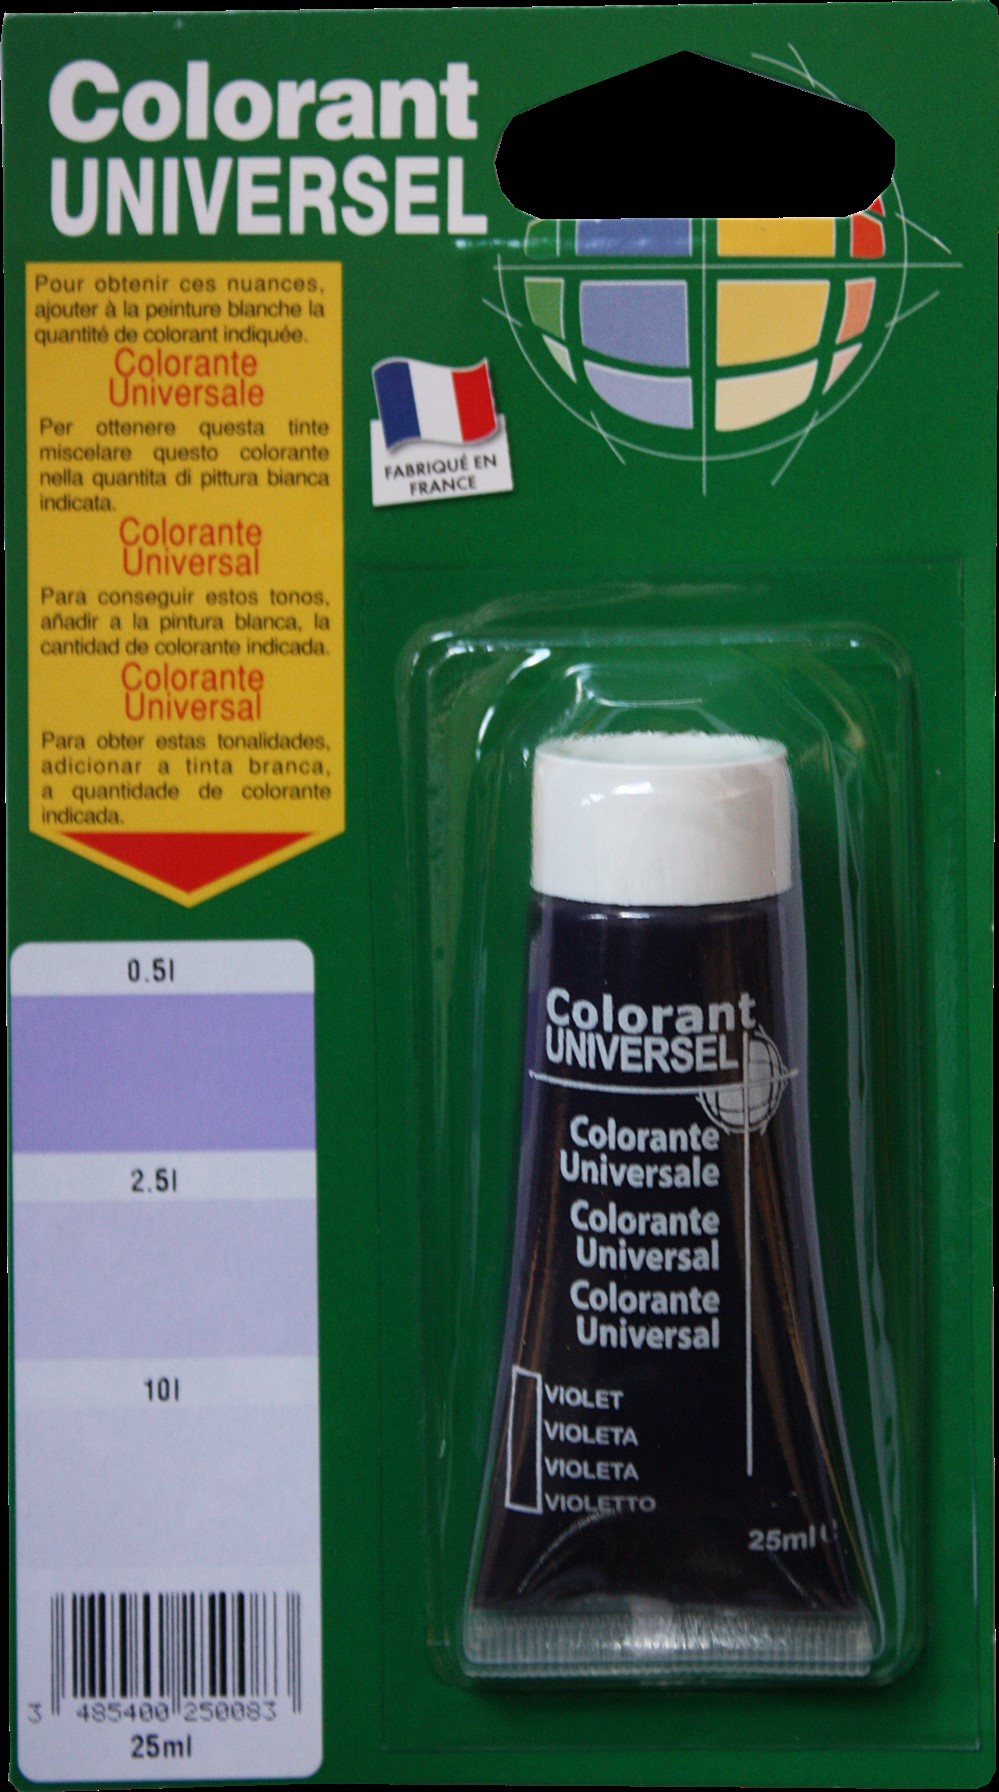 Colorant
UNIVERSEL
Pour obtenir ces nuances,
ajouter à la peinture blanche la
quantité de colorant indiquée.
Colorante
Universale
Per ottenere questa tinte
miscelare questo colorante
nella quantita di pittura bianca
indicata.
Colorante
Universal
Para conseguir estos tonos,
añadir a la pintura blanca, la
cantidad de colorante indicada.
Colorante
Universal
Para obter estas tonalidades,
adicionar a tinta branca,
a quantidade de colorante
indicada.
FABRIQUÉ EN
FRANCE
0.5l
2.5l
10l
3 485400 250083
25ml
Colorant
UNIVERSEL
Colorante
Universale
Colorante
Universal
Colorante
Universal
VIOLET
VIOLETA
VIOLETA
VIOLETTO
25ml